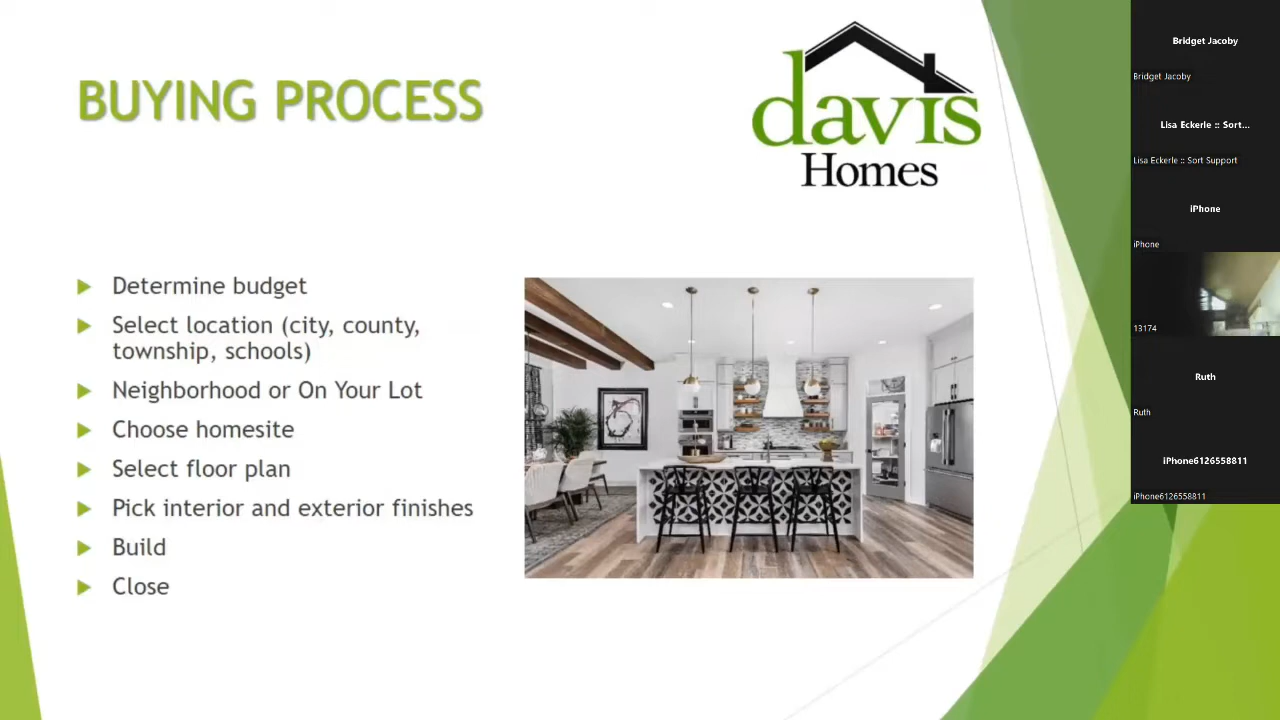 BUYING PROCESS
davis
Homes
Determine budget
Select location (city, county,
township, schools)
Neighborhood or On Your Lot
Choose homesite
Select floor plan
Pick interior and exterior finishes
Build
Close
Bridget Jacoby
Bridget Jacoby
Lisa Eckerle :: Sort...
Lisa Eckerle :: Sort Support
iPhone
iPhone
13174
Ruth
Ruth
iPhone6126558811
iPhone6126558811